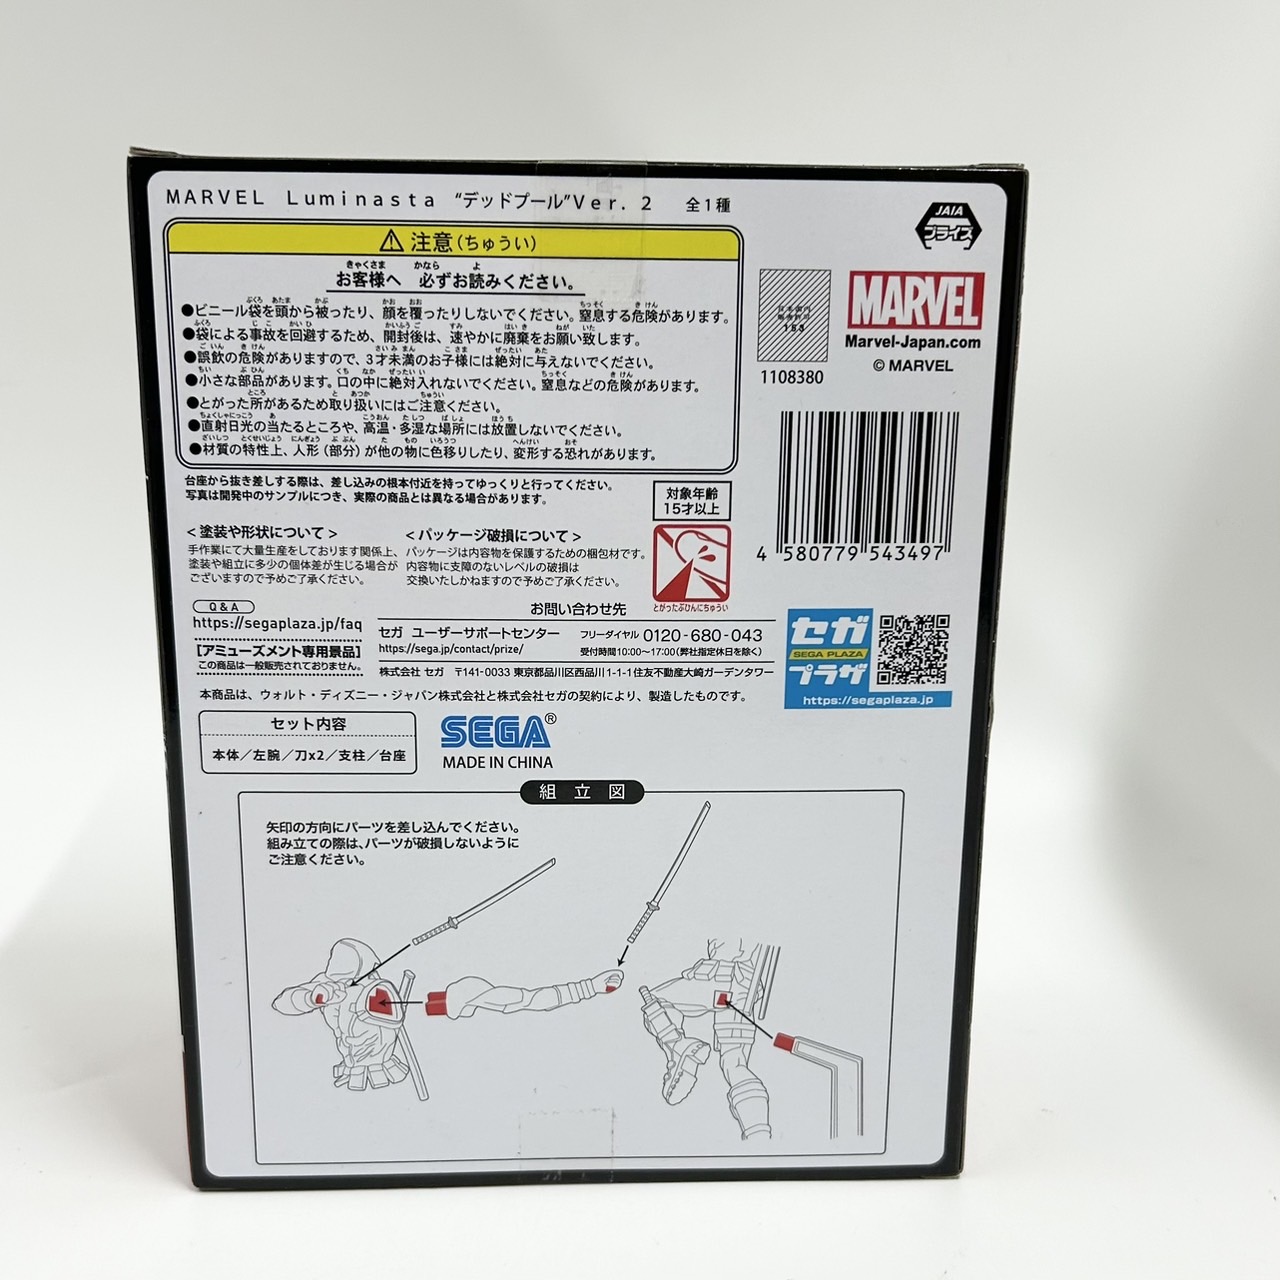 MARVEL Luminasta “デッドプール”Ver. 2 全1種
JAIA
プライズ
⚠注意(ちゅうい)
お客様へ 必ずお読みください。
●ビニール袋を頭から被ったり、顔を覆ったりしないでください。窒息する危険があります。
●袋による事故を回避するため、開封後は、速やかに廃棄をお願い致します。
●誤飲の危険がありますので、3才未満のお子様には絶対に与えないでください。
●小さな部品があります。口の中に絶対入れないでください。窒息などの危険があります。
●とがった所があるため取り扱いにはご注意ください。
●直射日光の当たるところや、高温・多湿な場所には放置しないでください。
●材質の特性上、人形(部分)が他の物に色移りしたり、変形する恐れがあります。
日本国内
販売許可
153
1108380
MARVEL
Marvel-Japan.com
© MARVEL
台座から抜き差しする際は、差し込みの根本付近を持ってゆっくりと行ってください。
写真は開発中のサンプルにつき、実際の商品とは異なる場合があります。
対象年齢
15才以上
とがったぶひんにちゅうい
4 580779 543497
<塗装や形状について>
手作業にて大量生産をしております関係上、
塗装や組立に多少の個体差が生じる場合が
ございますので予めご了承ください。
<パッケージ破損について>
パッケージは内容物を保護するための梱包材です。
内容物に支障のないレベルの破損は
交換いたしかねますので予めご了承ください。
Q & A
https://segaplaza.jp/faq
[アミューズメント専用景品]
この商品は一般販売されておりません。
お問い合わせ先
セガ ユーザーサポートセンター フリーダイヤル 0120-680-043
https://sega.jp/contact/prize/ 受付時間10:00~17:00(弊社指定休日を除く)
株式会社 セガ 〒141-0033 東京都品川区西品川1-1-1住友不動産大崎ガーデンタワー
本商品は、ウォルト・ディズニー・ジャパン株式会社と株式会社セガの契約により、製造したものです。
セガ
SEGA PLAZA
プラザ
https://segaplaza.jp
セット内容
本体/左腕/刀x2/支柱/台座
SEGA®
MADE IN CHINA
組立図
矢印の方向にパーツを差し込んでください。
組み立ての際は、パーツが破損しないように
ご注意ください。